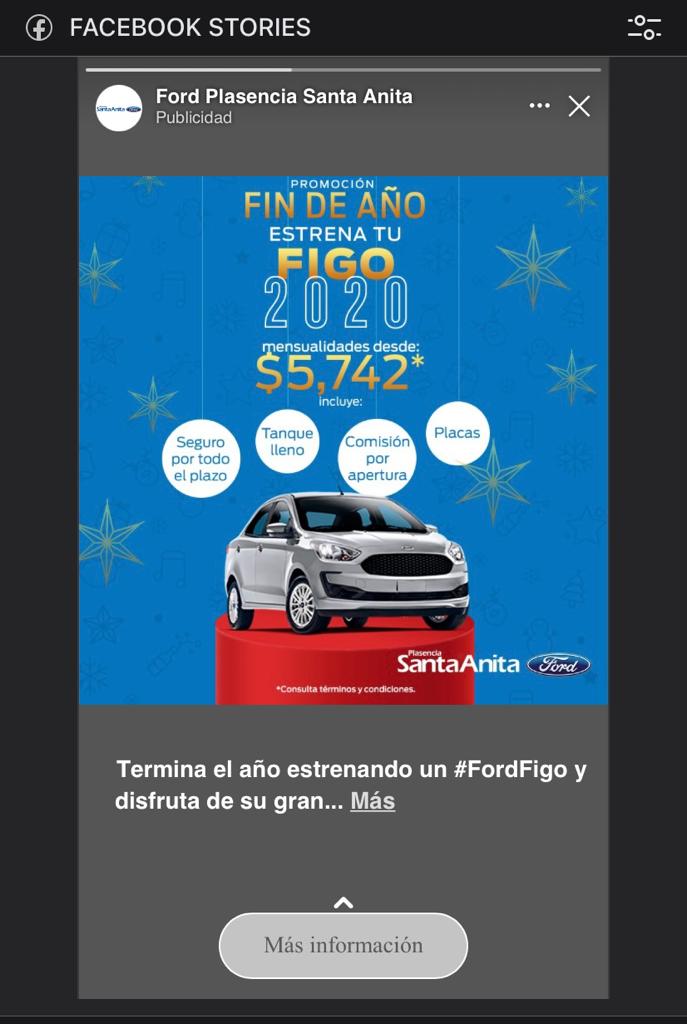 FACEBOOK STORIES
Ford Plasencia Santa Anita
Publicidad
PROMOCIÓN
FIN DE AÑO
ESTRENA TU
FIGO
2020
mensualidades desde:
$5,742*
incluye:
Seguro
por todo
el plazo
Tanque
lleno
Comisión
por
apertura
Placas
Plasencia
SantaAnita Ford
*Consulta términos y condiciones.
Termina el año estrenando un #FordFigo y
disfruta de su gran... Más
Más información